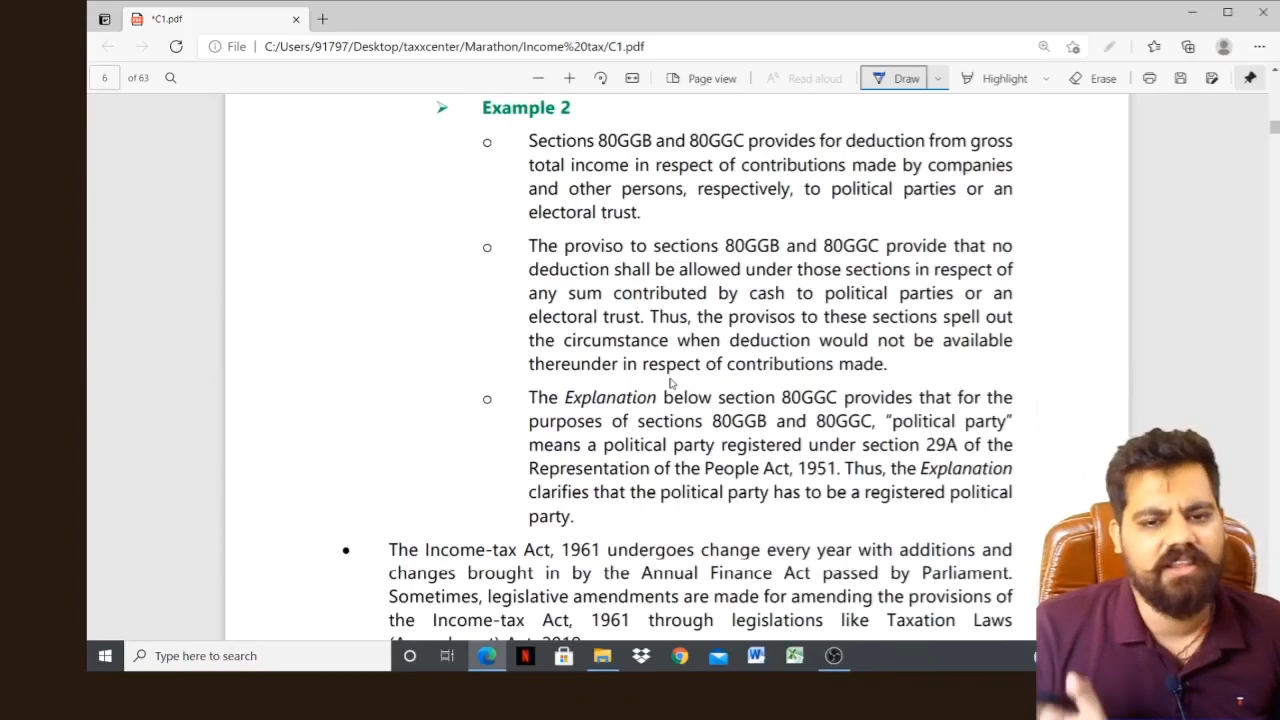 *C1.pdf
File
C:/Users/91797/Desktop/taxxcenter/Marathon/Income%20tax/C1.pdf
6 of 63
Page view
Read aloud
Draw
Highlight
Erase
Example 2
Sections 80GGB and 80GGC provides for deduction from gross
total income in respect of contributions made by companies
and other persons, respectively, to political parties or an
electoral trust.
The proviso to sections 80GGB and 80GGC provide that no
deduction shall be allowed under those sections in respect of
any sum contributed by cash to political parties or an
electoral trust. Thus, the provisos to these sections spell out
the circumstance when deduction would not be available
thereunder in respect of contributions made.
The Explanation below section 80GGC provides that for the
purposes of sections 80GGB and 80GGC, “political party”
means a political party registered under section 29A of the
Representation of the People Act, 1951. Thus, the Explanation
clarifies that the political party has to be a registered political
party.
The Income-tax Act, 1961 undergoes change every year with additions and
changes brought in by the Annual Finance Act passed by Parliament.
Sometimes, legislative amendments are made for amending the provisions of
the Income-tax Act, 1961 through legislations like Taxation Laws
Type here to search